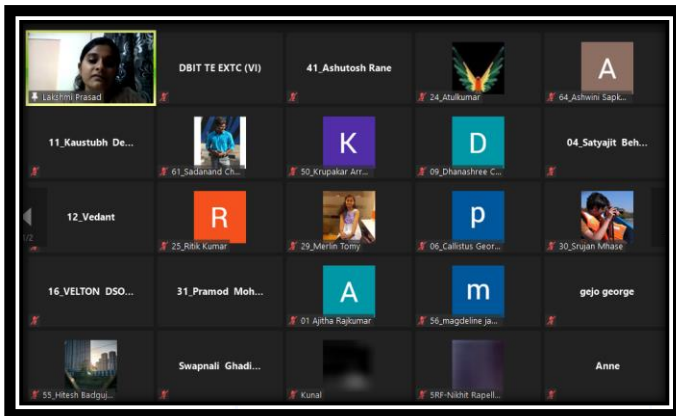 Lakshmi Prasad
DBIT TE EXTC (VI)
41_Ashutosh Rane
24_Atulkumar
A
64_Ashwini Sapk...
11_Kaustubh De...
61_Sadanand Ch...
K
50_Krupakar Arr...
D
09_Dhanashree C...
04_Satyajit Beh...
1/2
12_Vedant
R
25_Ritik Kumar
29_Merlin Tomy
p
06_Callistus Geor...
30_Srujan Mhase
16_VELTON DSO...
31_Pramod Moh...
A
01 Ajitha Rajkumar
m
56_magdeline ja...
gejo george
55_Hitesh Badguj...
Swapnali Ghadi...
Kunal
5RF-Nikhit Rapell...
Anne